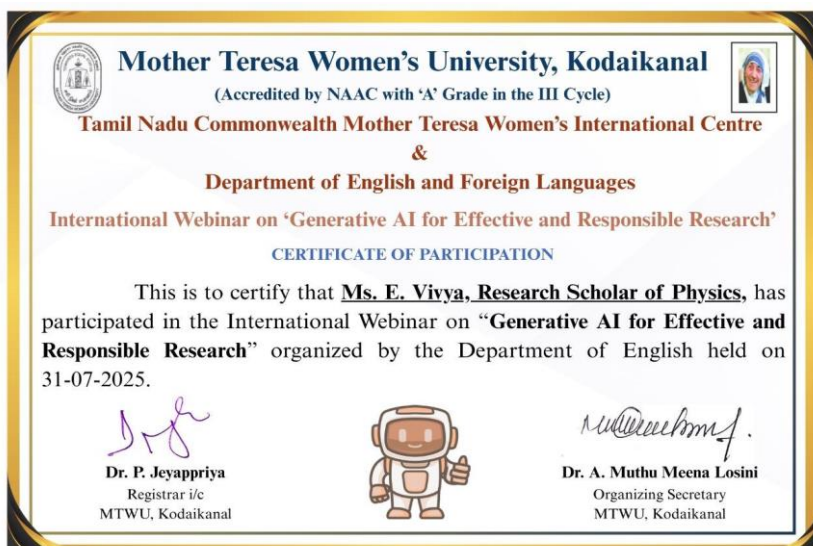 Mother Teresa Women's University, Kodaikanal
(Accredited by NAAC with 'A' Grade in the III Cycle)
Tamil Nadu Commonwealth Mother Teresa Women's International Centre
&
Department of English and Foreign Languages
International Webinar on 'Generative AI for Effective and Responsible Research'
CERTIFICATE OF PARTICIPATION
This is to certify that Ms. E. Vivya, Research Scholar of Physics, has
participated in the International Webinar on "Generative AI for Effective and
Responsible Research" organized by the Department of English held on
31-07-2025.
Dr. P. Jeyappriya
Registrar i/c
MTWU, Kodaikanal
Dr. A. Muthu Meena Losini
Organizing Secretary
MTWU, Kodaikanal